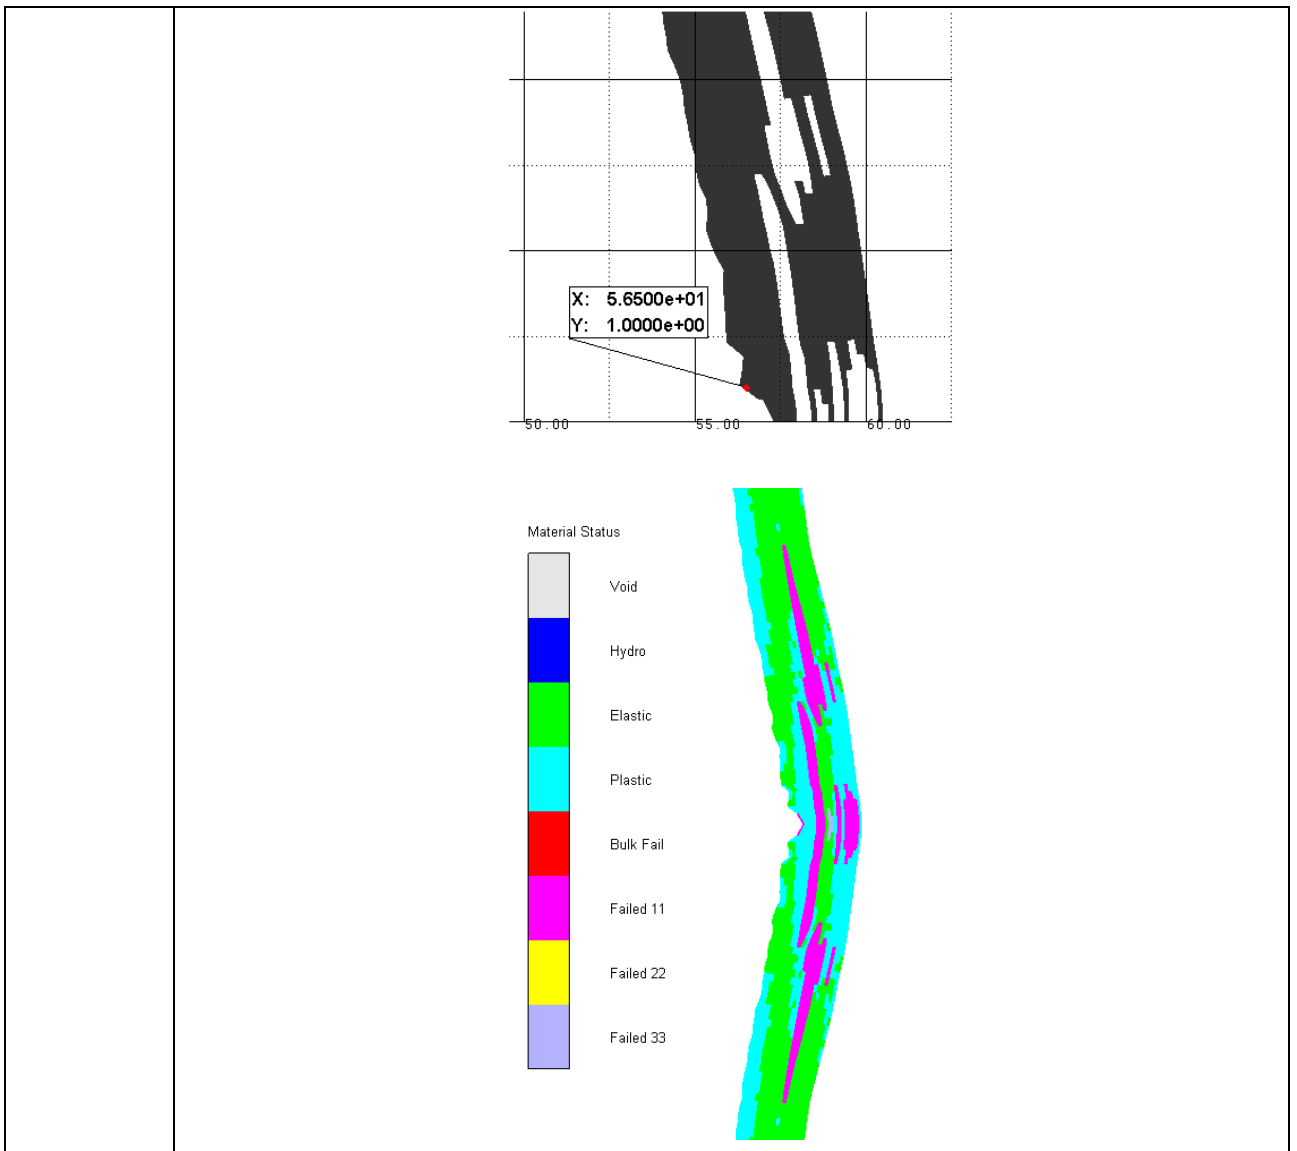 X: 5.6500e+01
Y: 1.0000e+00
50.00 55.00 60.00
Material Status
Void
Hydro
Elastic
Plastic
Bulk Fail
Failed 11
Failed 22
Failed 33